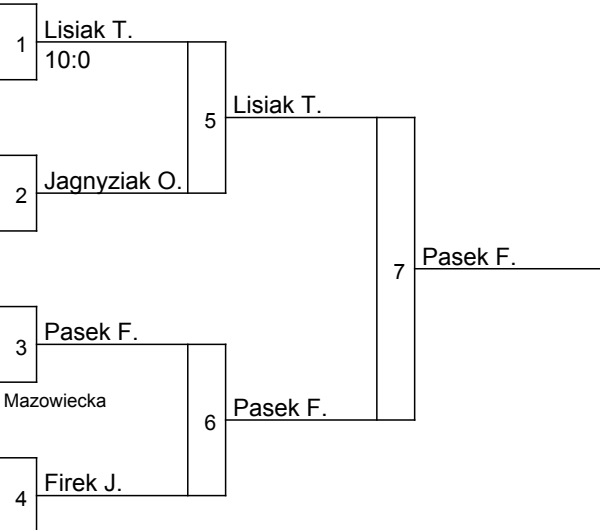 1
Lisiak T.
10:0
5
Lisiak T.
2
Jagnyziak O.
7
Pasek F.
3
Pasek F.
Mazowiecka
6
Pasek F.
4
Firek J.